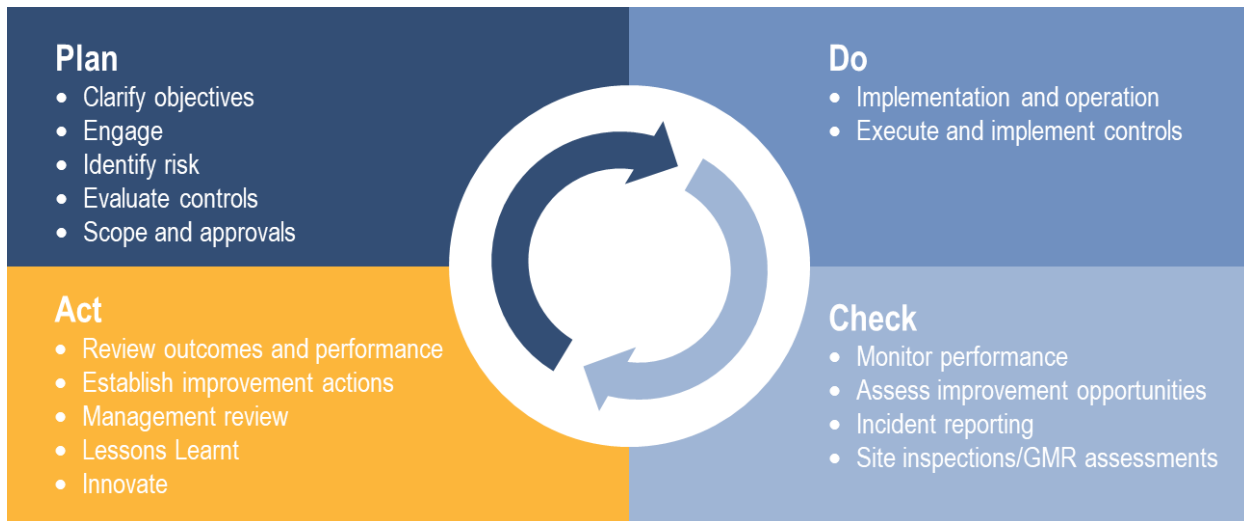 Plan
• Clarify objectives
• Engage
• Identify risk
• Evaluate controls
• Scope and approvals
Do
• Implementation and operation
• Execute and implement controls
Act
• Review outcomes and performance
• Establish improvement actions
• Management review
• Lessons Learnt
• Innovate
Check
• Monitor performance
• Assess improvement opportunities
• Incident reporting
• Site inspections/GMR assessments